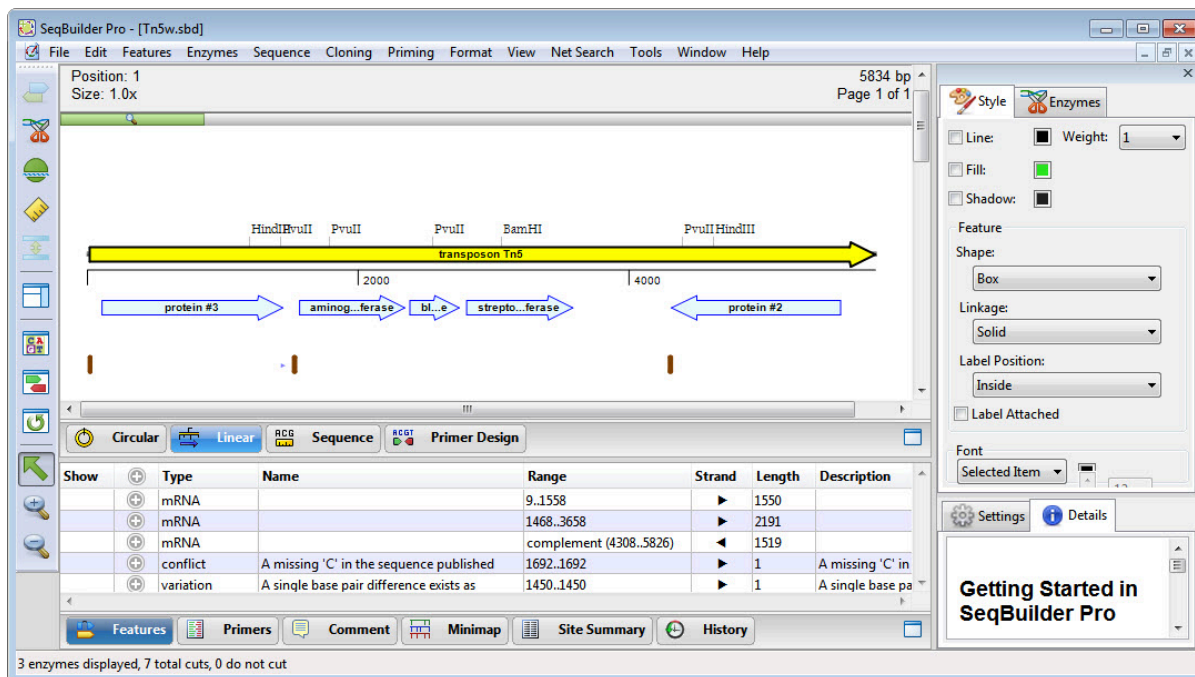 SeqBuilder Pro - [Tn5w.sbd]
File Edit Features Enzymes Sequence Cloning Priming Format View Net Search Tools Window Help
Position: 1 5834 bp
Size: 1.0x Page 1 of 1
HindIII PvuII PvuII PvuII BamHI PvuII HindIII
transposon Tn5
2000 4000
protein #3 aminog...ferase bl...e strepto...ferase protein #2
Circular Linear ACG Sequence ACGT Primer Design
Show Type Name Range Strand Length Description
mRNA 9..1558 1550
mRNA 1468..3658 2191
mRNA complement (4308..5826) 1519
conflict A missing 'C' in the sequence published 1692..1692 1 A missing 'C' in
variation A single base pair difference exists as 1450..1450 1 A single base pa
Features Primers Comment Minimap Site Summary History
3 enzymes displayed, 7 total cuts, 0 do not cut
Style Enzymes
Line: Weight: 1
Fill:
Shadow:
Feature
Shape:
Box
Linkage:
Solid
Label Position:
Inside
Label Attached
Font
Selected Item
Settings Details
Getting Started in
SeqBuilder Pro